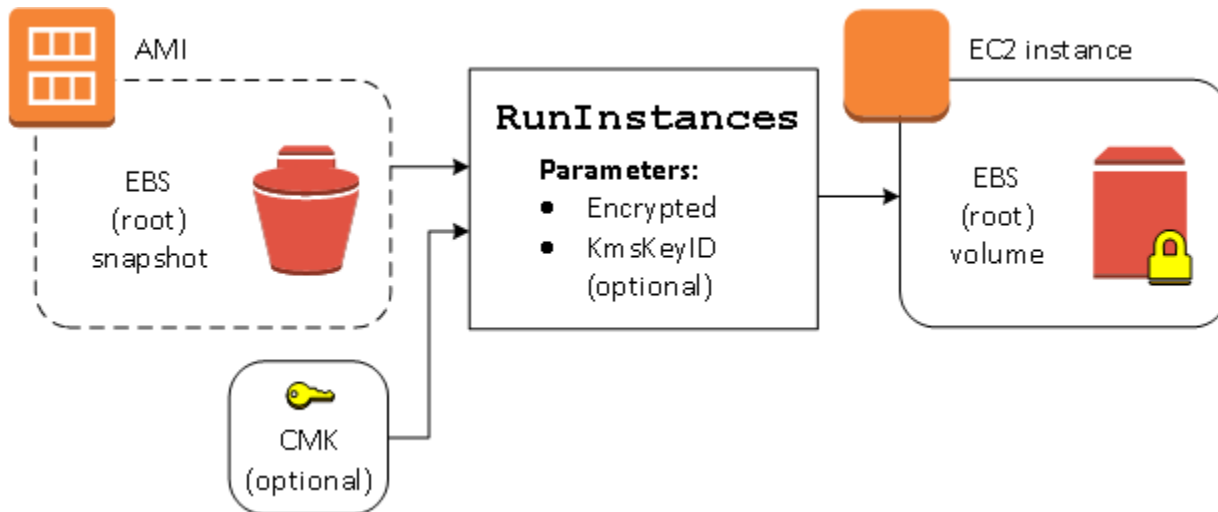 AMI
EBS
(root)
snapshot
CMK
(optional)
RunInstances
Parameters:
● Encrypted
● KmsKeyID
(optional)
EC2 instance
EBS
(root)
volume